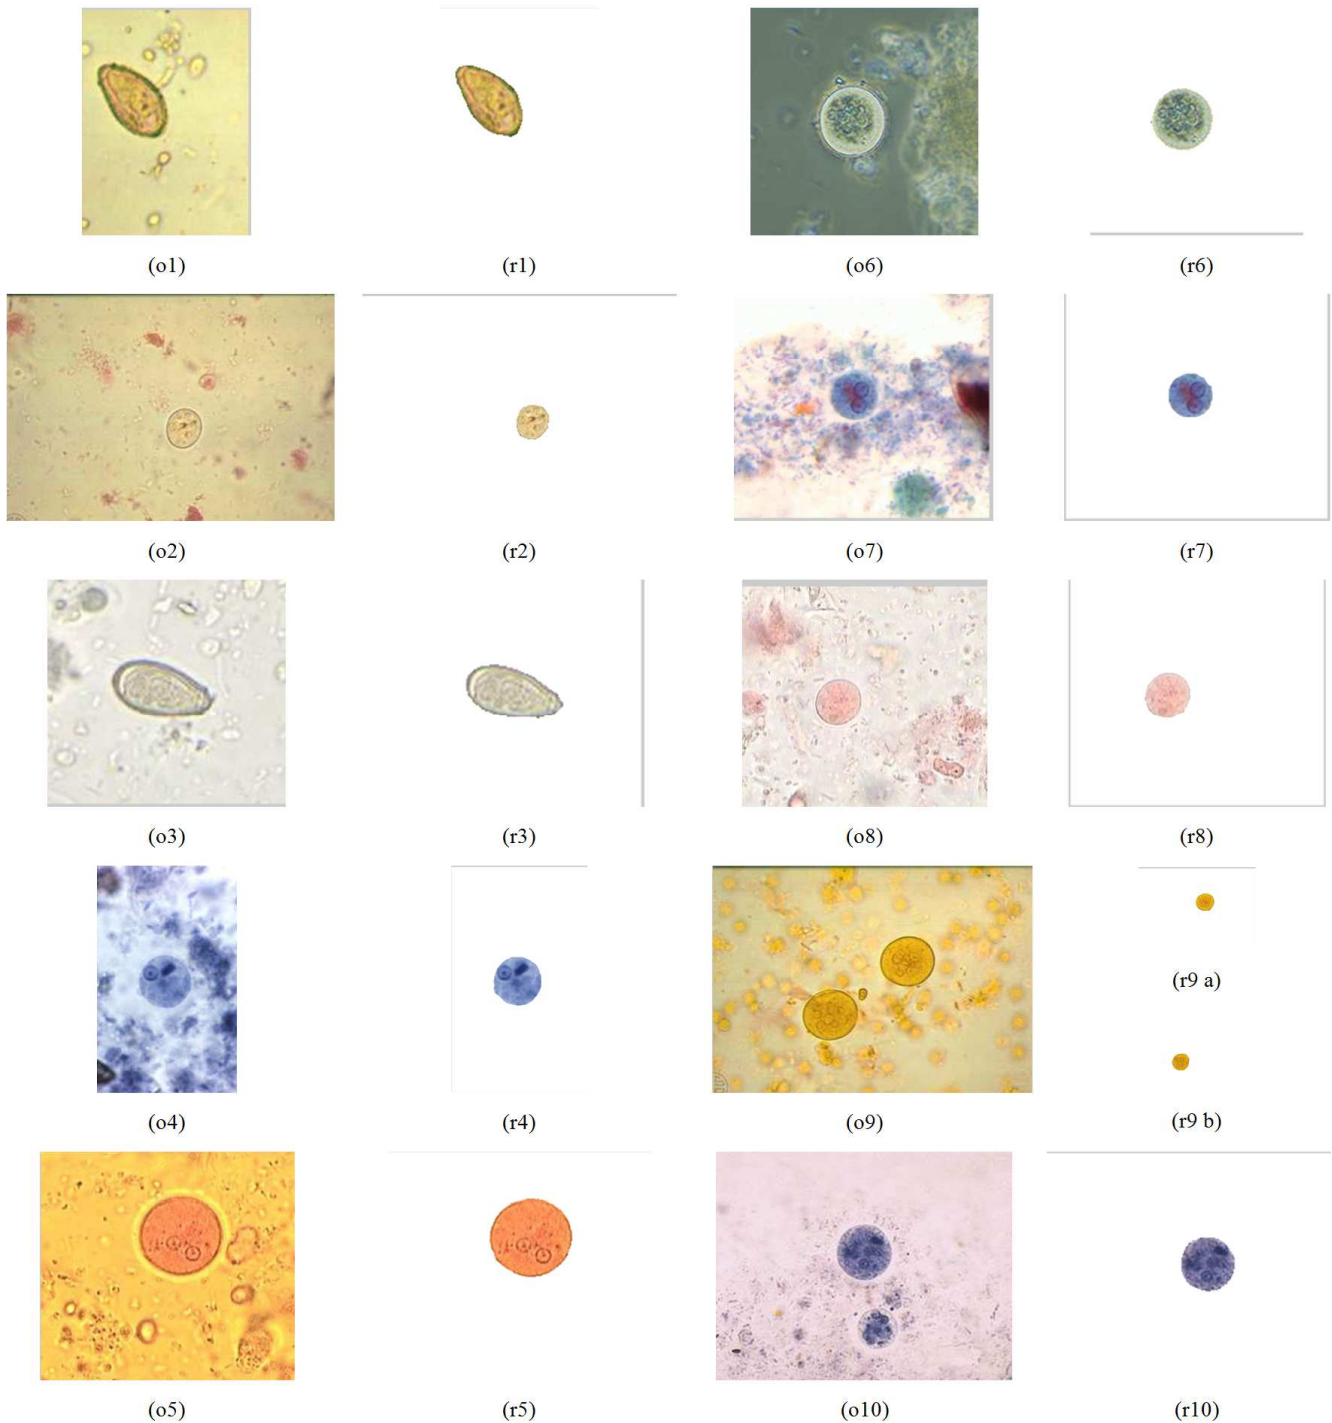 (o1) (r1) (o6) (r6)
(o2) (r2) (o7) (r7)
(o3) (r3) (o8) (r8)
(r9 a)
(o4) (r4) (o9) (r9 b)
(o5) (r5) (o10) (r10)